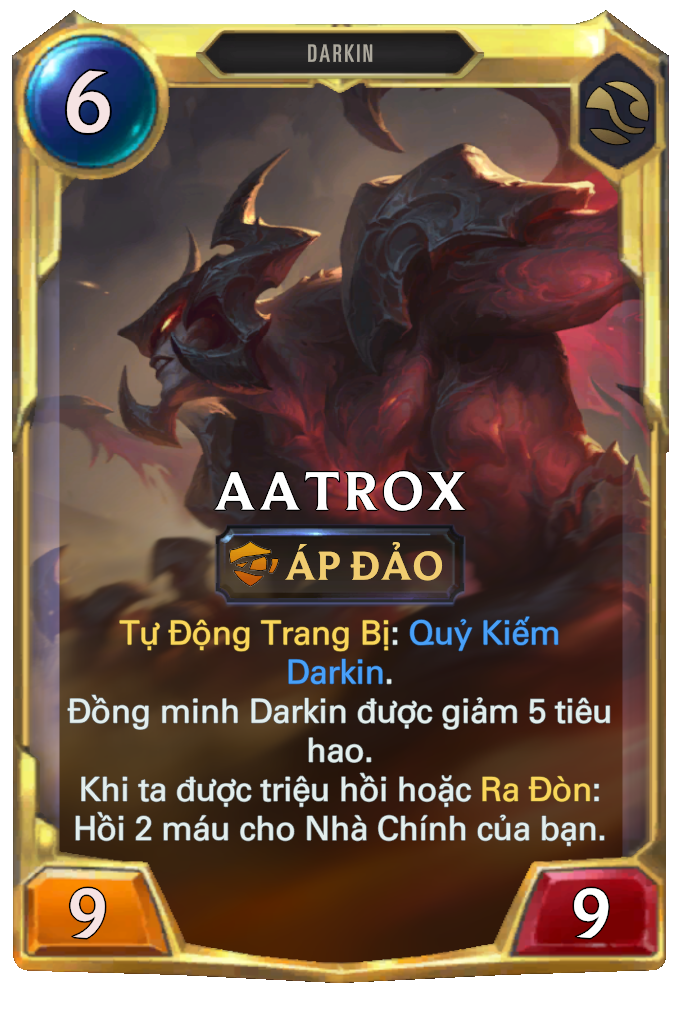 DARKIN
6
AATROX
ÁP ĐẢO
Tự Động Trang Bị: Quỷ Kiếm
Darkin.
Đồng minh Darkin được giảm 5 tiêu
hao.
Khi ta được triệu hồi hoặc Ra Đòn:
Hồi 2 máu cho Nhà Chính của bạn.
9
9